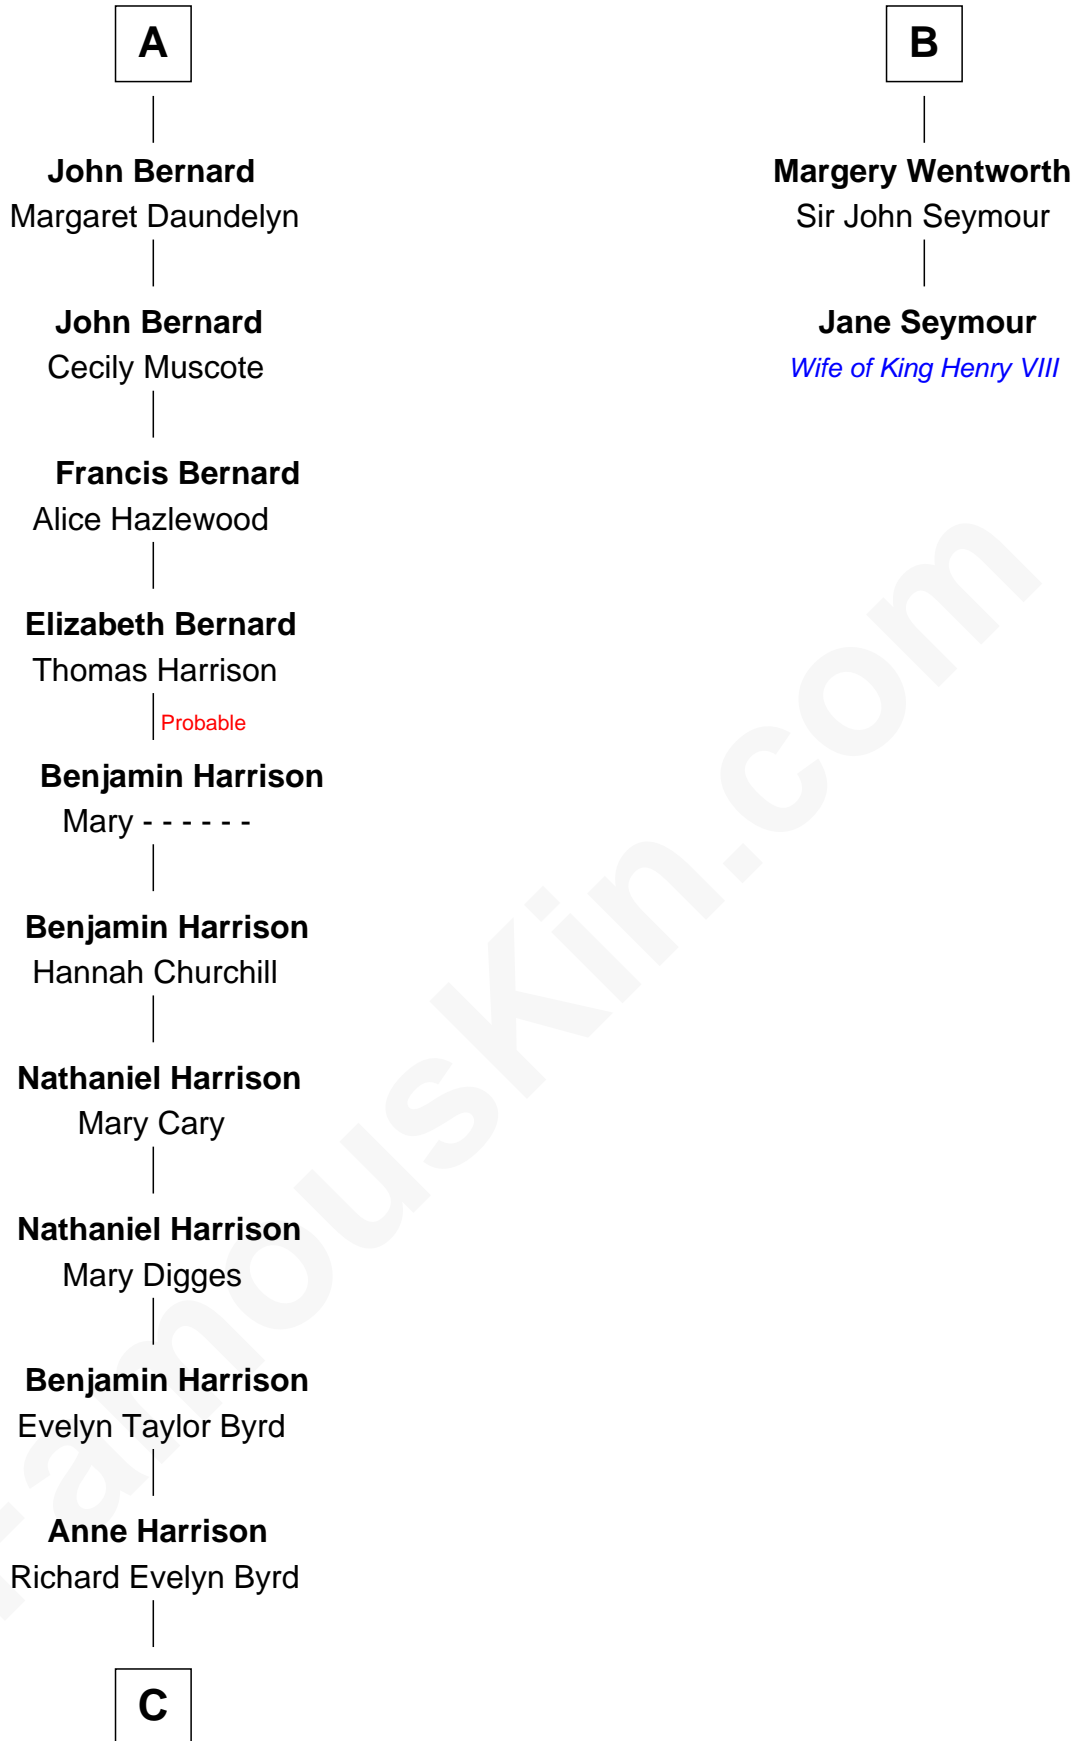 A
John Bernard
Margaret Daundelyn
John Bernard
Cecily Muscote
Francis Bernard
Alice Hazlewood
Elizabeth Bernard
Thomas Harrison
Probable
Benjamin Harrison
Mary - - - - - -
Benjamin Harrison
Hannah Churchill
Nathaniel Harrison
Mary Cary
Nathaniel Harrison
Mary Digges
Benjamin Harrison
Evelyn Taylor Byrd
Anne Harrison
Richard Evelyn Byrd
C
B
Margery Wentworth
Sir John Seymour
Jane Seymour
Wife of King Henry VIII
FamousKin.com